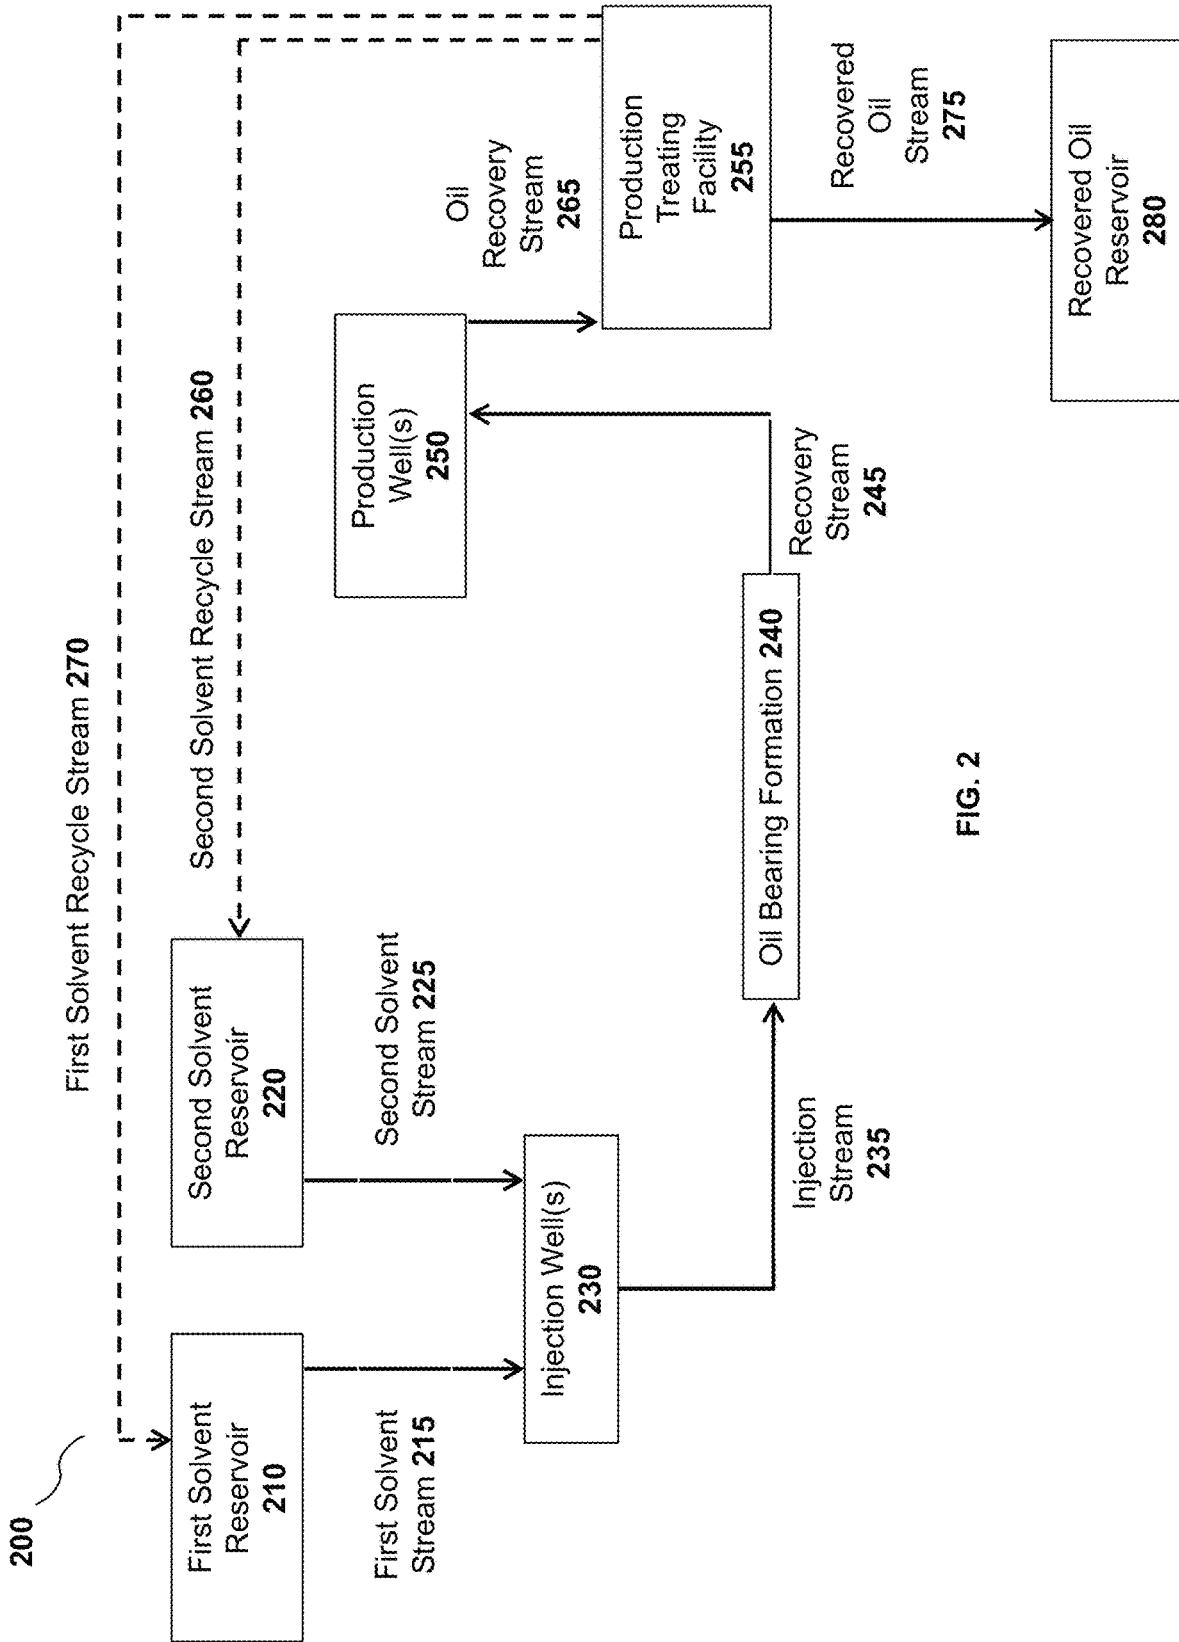 200
First Solvent Recycle Stream 270
Second Solvent Recycle Stream 260
First Solvent
Reservoir
210
Second Solvent
Reservoir
220
First Solvent
Stream 215
Second Solvent
Stream 225
Injection Well(s)
230
Injection
Stream
235
Oil Bearing Formation 240
Recovery
Stream
245
Production
Well(s)
250
Oil
Recovery
Stream
265
Production
Treating
Facility
255
Recovered
Oil
Stream
275
Recovered Oil
Reservoir
280
FIG. 2